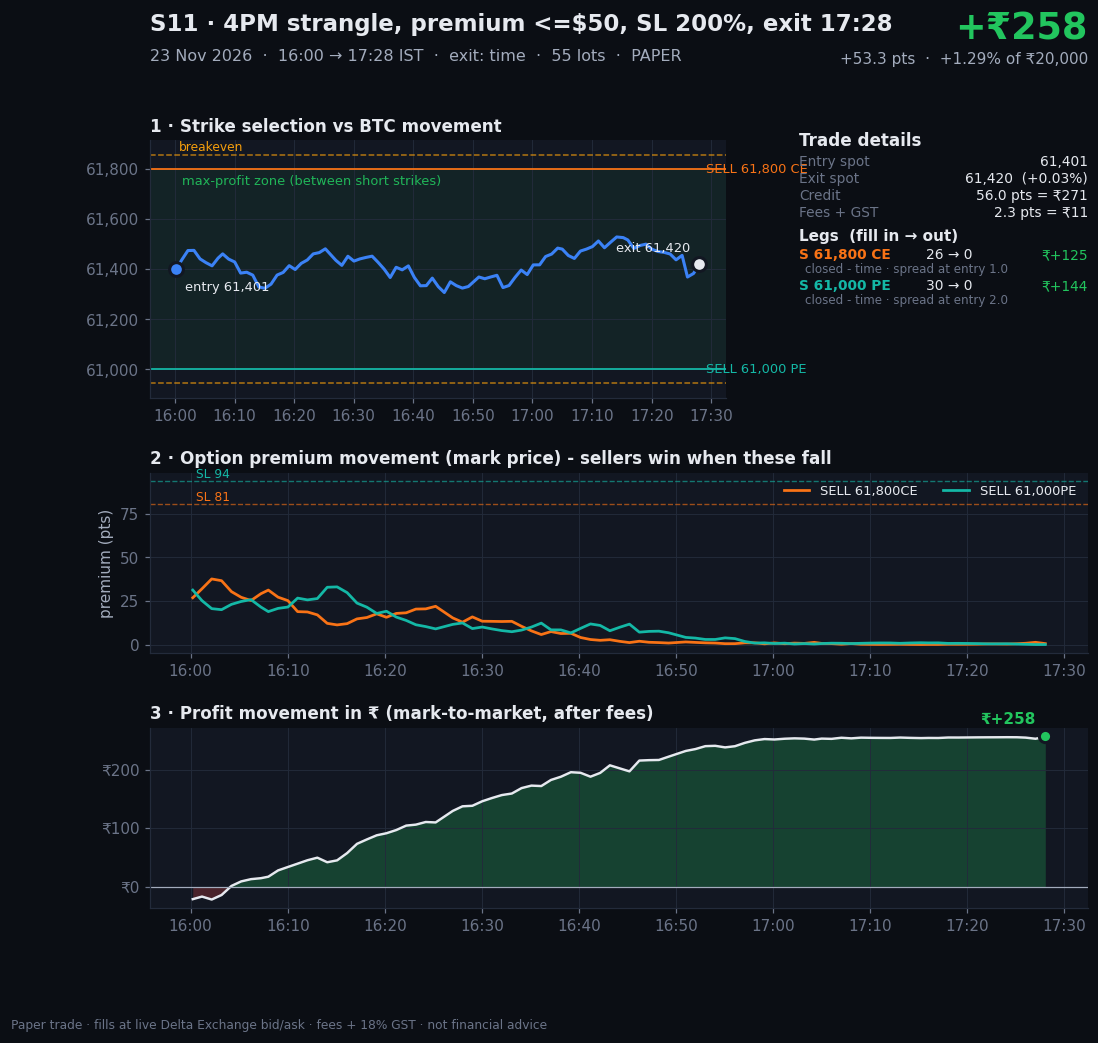 S11 · 4PM strangle, premium <=$50, SL 200%, exit 17:28
+₹258
23 Nov 2026 · 16:00 → 17:28 IST · exit: time · 55 lots · PAPER
+53.3 pts · +1.29% of ₹20,000
1 · Strike selection vs BTC movement
breakeven
61,800
SELL 61,800 CE
max-profit zone (between short strikes)
61,600
exit 61,420
61,400
entry 61,401
61,200
61,000
SELL 61,000 PE
16:00 16:10 16:20 16:30 16:40 16:50 17:00 17:10 17:20 17:30
Trade details
Entry spot 61,401
Exit spot 61,420 (+0.03%)
Credit 56.0 pts = ₹271
Fees + GST 2.3 pts = ₹11
Legs (fill in → out)
S 61,800 CE 26 → 0 ₹+125
closed - time · spread at entry 1.0
S 61,000 PE 30 → 0 ₹+144
closed - time · spread at entry 2.0
2 · Option premium movement (mark price) - sellers win when these fall
SL 94
SELL 61,800CE SELL 61,000PE
SL 81
premium (pts)
75
50
25
0
16:00 16:10 16:20 16:30 16:40 16:50 17:00 17:10 17:20 17:30
3 · Profit movement in ₹ (mark-to-market, after fees)
₹+258
₹200
₹100
₹0
16:00 16:10 16:20 16:30 16:40 16:50 17:00 17:10 17:20 17:30
Paper trade · fills at live Delta Exchange bid/ask · fees + 18% GST · not financial advice